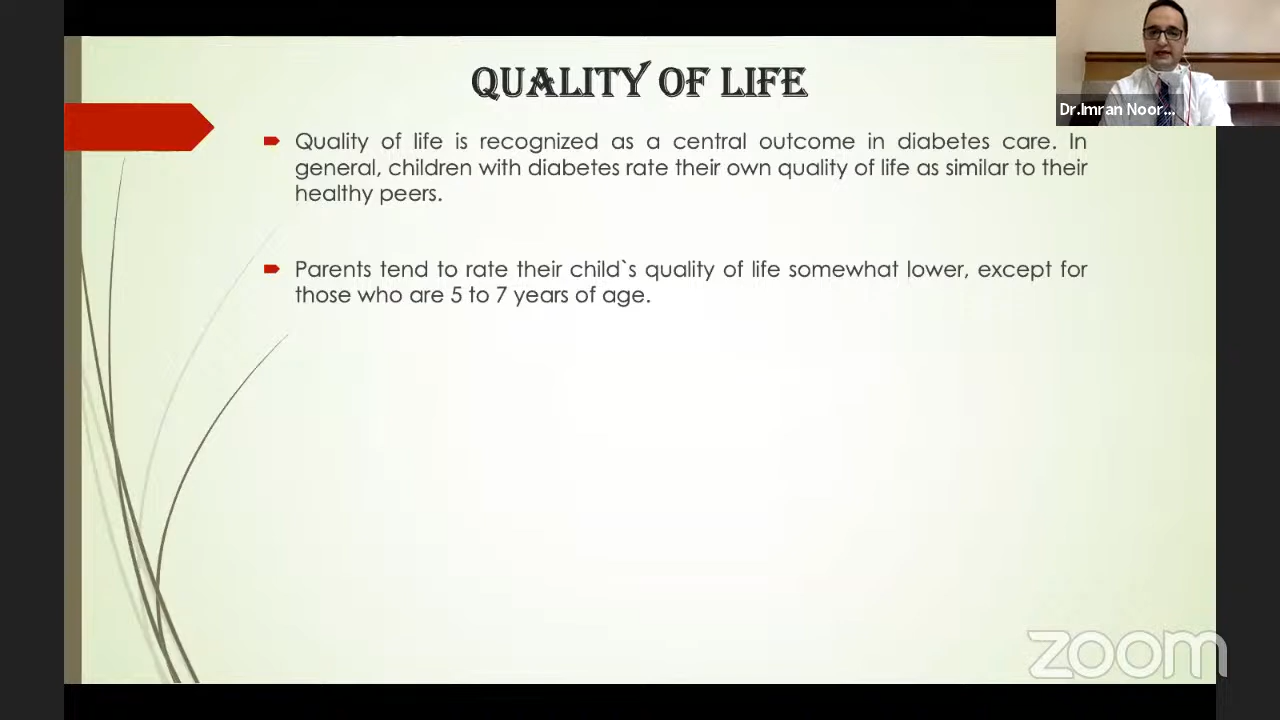 QUALITY OF LIFE
Dr.Imran Noor...
Quality of life is recognized as a central outcome in diabetes care. In
general, children with diabetes rate their own quality of life as similar to their
healthy peers.
Parents tend to rate their child`s quality of life somewhat lower, except for
those who are 5 to 7 years of age.
zoom